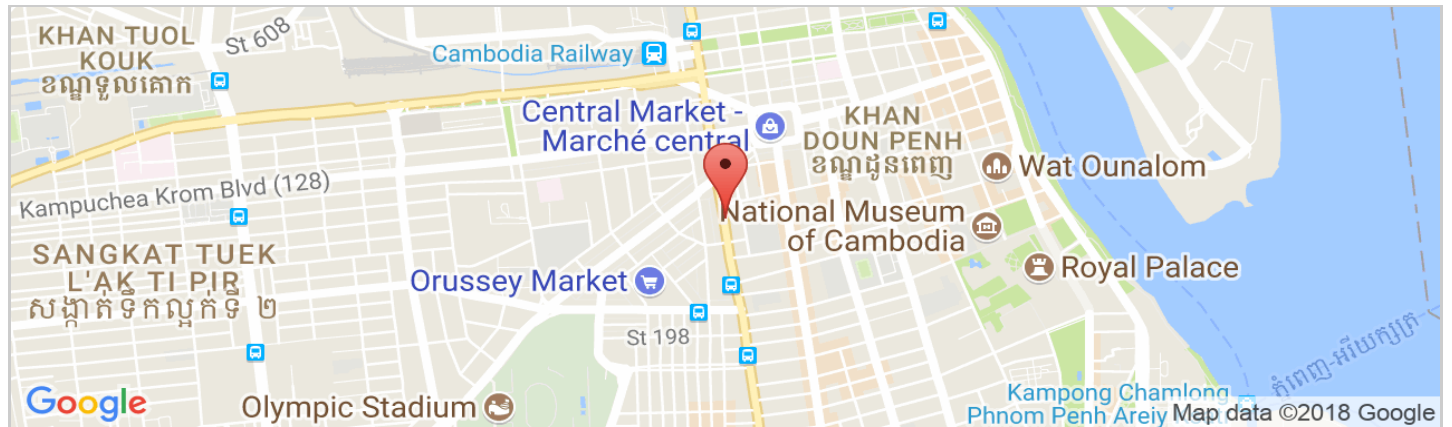 KHAN TUOL
KOUK
ខណ្ឌទួលគោក
St 608
Cambodia Railway
Central Market -
Marché central
KHAN
DOUN PENH
ខណ្ឌដូនពេញ
Wat Ounalom
Kampuchea Krom Blvd (128)
National Museum
of Cambodia
SANGKAT TUEK
L'AK TI PIR
សង្កាត់ទឹកល្អក់ទី ២
Orussey Market
Royal Palace
St 198
Google
Olympic Stadium
Kampong Chamlong
Phnom Penh Areiy
Map data ©2018 Google